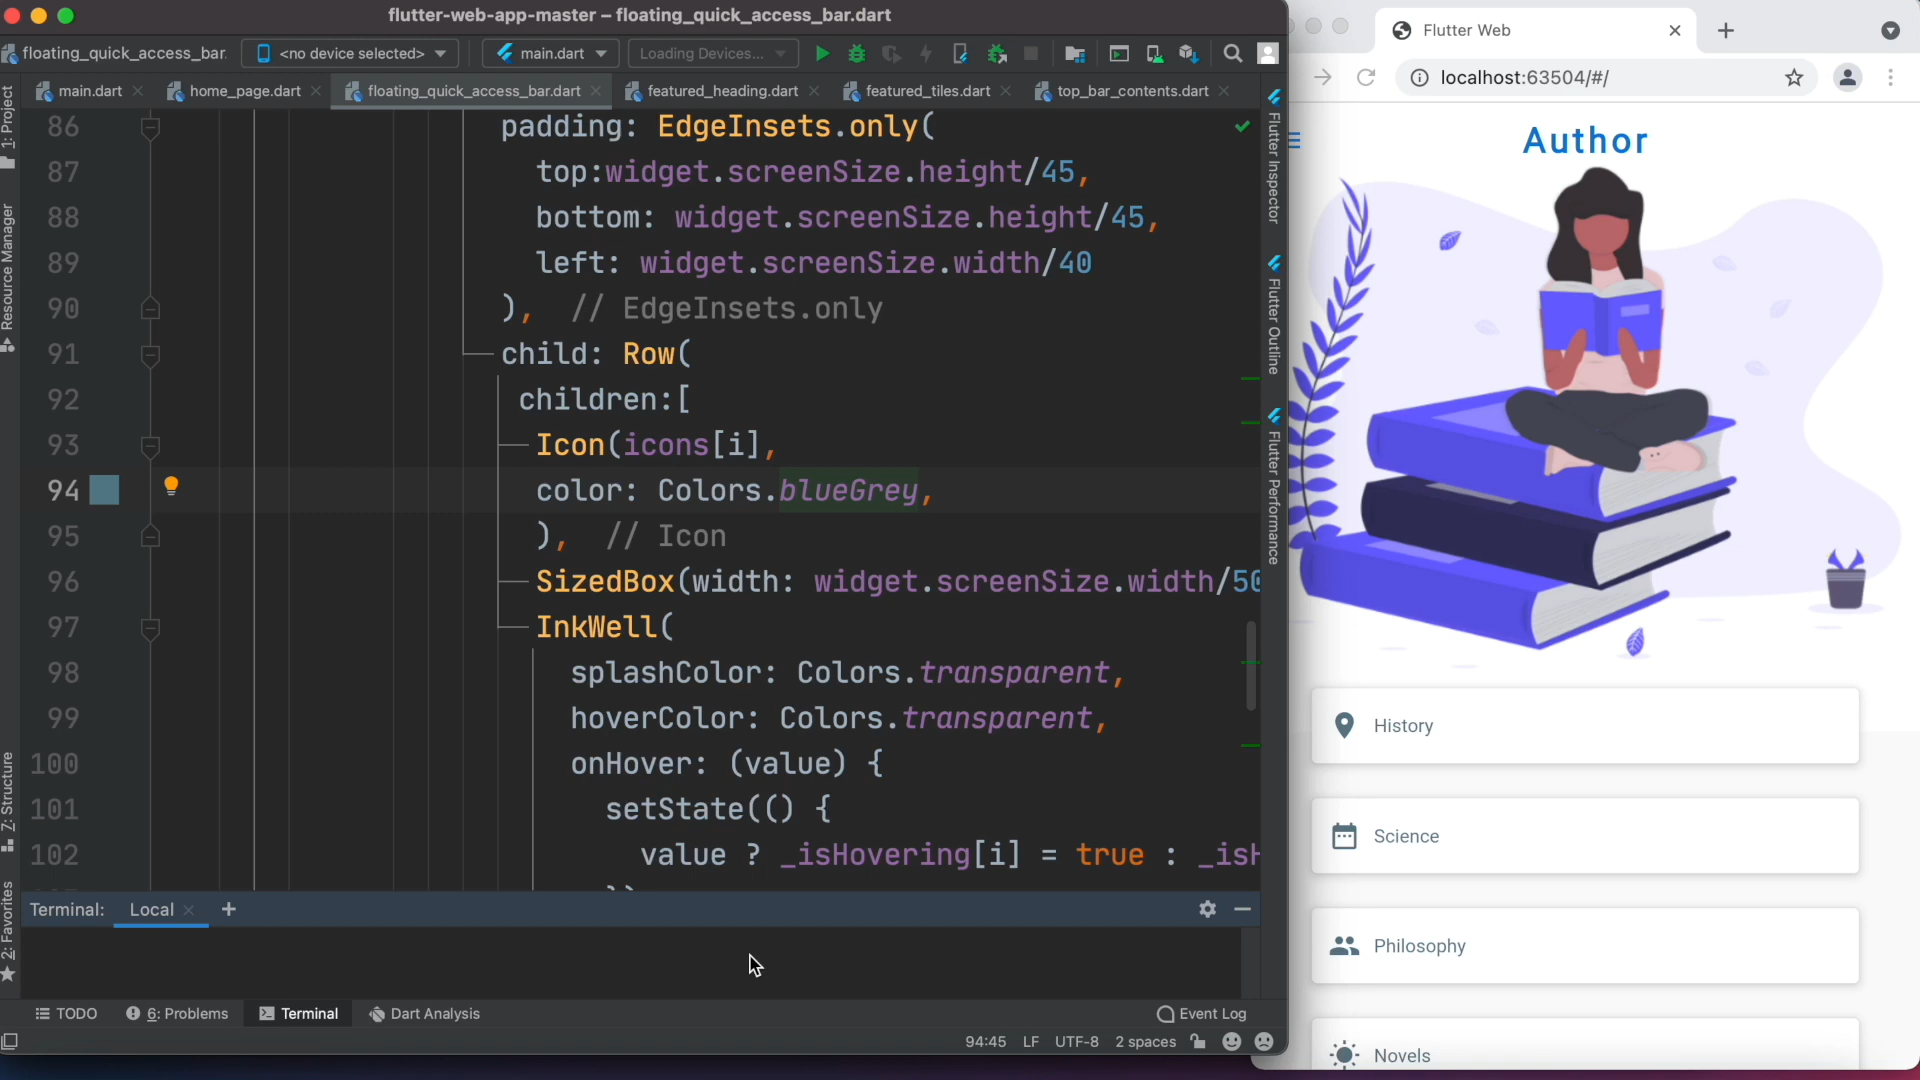 flutter-web-app-master – floating_quick_access_bar.dart
floating_quick_access_bar.
<no device selected>
main.dart
Loading Devices...
main.dart
home_page.dart
floating_quick_access_bar.dart
featured_heading.dart
featured_tiles.dart
top_bar_contents.dart
1: Project
Resource Manager
Z: Structure
2: Favorites
86 padding: EdgeInsets.only(
87 top:widget.screenSize.height/45,
88 bottom: widget.screenSize.height/45,
89 left: widget.screenSize.width/40
90 ), // EdgeInsets.only
91 child: Row(
92 children:[
93 Icon(icons[i],
94 color: Colors.blueGrey,
95 ), // Icon
96 SizedBox(width: widget.screenSize.width/50
97 InkWell(
98 splashColor: Colors.transparent,
99 hoverColor: Colors.transparent,
100 onHover: (value) {
101 setState(() {
102 value ? _isHovering[i] = true : _isH
Flutter Inspector
Flutter Outline
Flutter Performance
Terminal:
Local
TODO
6: Problems
Terminal
Dart Analysis
Event Log
94:45
LF
UTF-8
2 spaces
Flutter Web
localhost:63504/#/
Author
History
Science
Philosophy
Novels